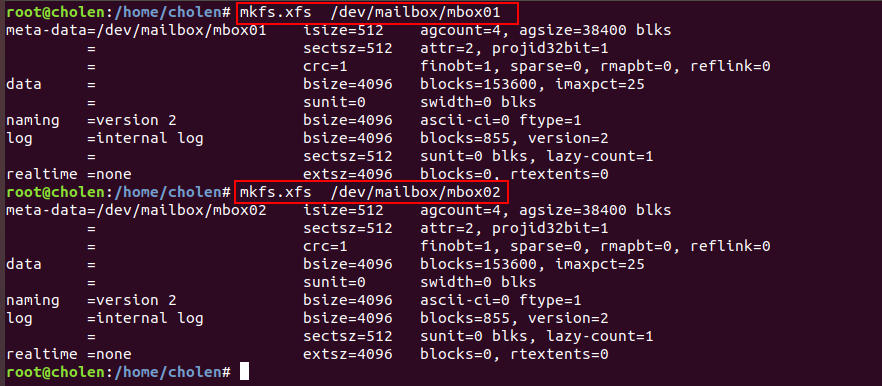 root@cholen:/home/cholen# mkfs.xfs  /dev/mailbox/mbox01
meta-data=/dev/mailbox/mbox01    isize=512    agcount=4, agsize=38400 blks
         =                       sectsz=512   attr=2, projid32bit=1
         =                       crc=1        finobt=1, sparse=0, rmapbt=0, reflink=0
data     =                       bsize=4096   blocks=153600, imaxpct=25
         =                       sunit=0      swidth=0 blks
naming   =version 2              bsize=4096   ascii-ci=0 ftype=1
log      =internal log           bsize=4096   blocks=855, version=2
         =                       sectsz=512   sunit=0 blks, lazy-count=1
realtime =none                   extsz=4096   blocks=0, rtextents=0
root@cholen:/home/cholen# mkfs.xfs  /dev/mailbox/mbox02
meta-data=/dev/mailbox/mbox02    isize=512    agcount=4, agsize=38400 blks
         =                       sectsz=512   attr=2, projid32bit=1
         =                       crc=1        finobt=1, sparse=0, rmapbt=0, reflink=0
data     =                       bsize=4096   blocks=153600, imaxpct=25
         =                       sunit=0      swidth=0 blks
naming   =version 2              bsize=4096   ascii-ci=0 ftype=1
log      =internal log           bsize=4096   blocks=855, version=2
         =                       sectsz=512   sunit=0 blks, lazy-count=1
realtime =none                   extsz=4096   blocks=0, rtextents=0
root@cholen:/home/cholen#